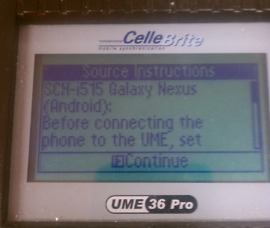 CelleBrite
mobile synchronization
Source Instructions
SCH-i515 Galaxy Nexus
(Android):
Before connecting the
phone to the UME, set
FContinue
UME 36 Pro